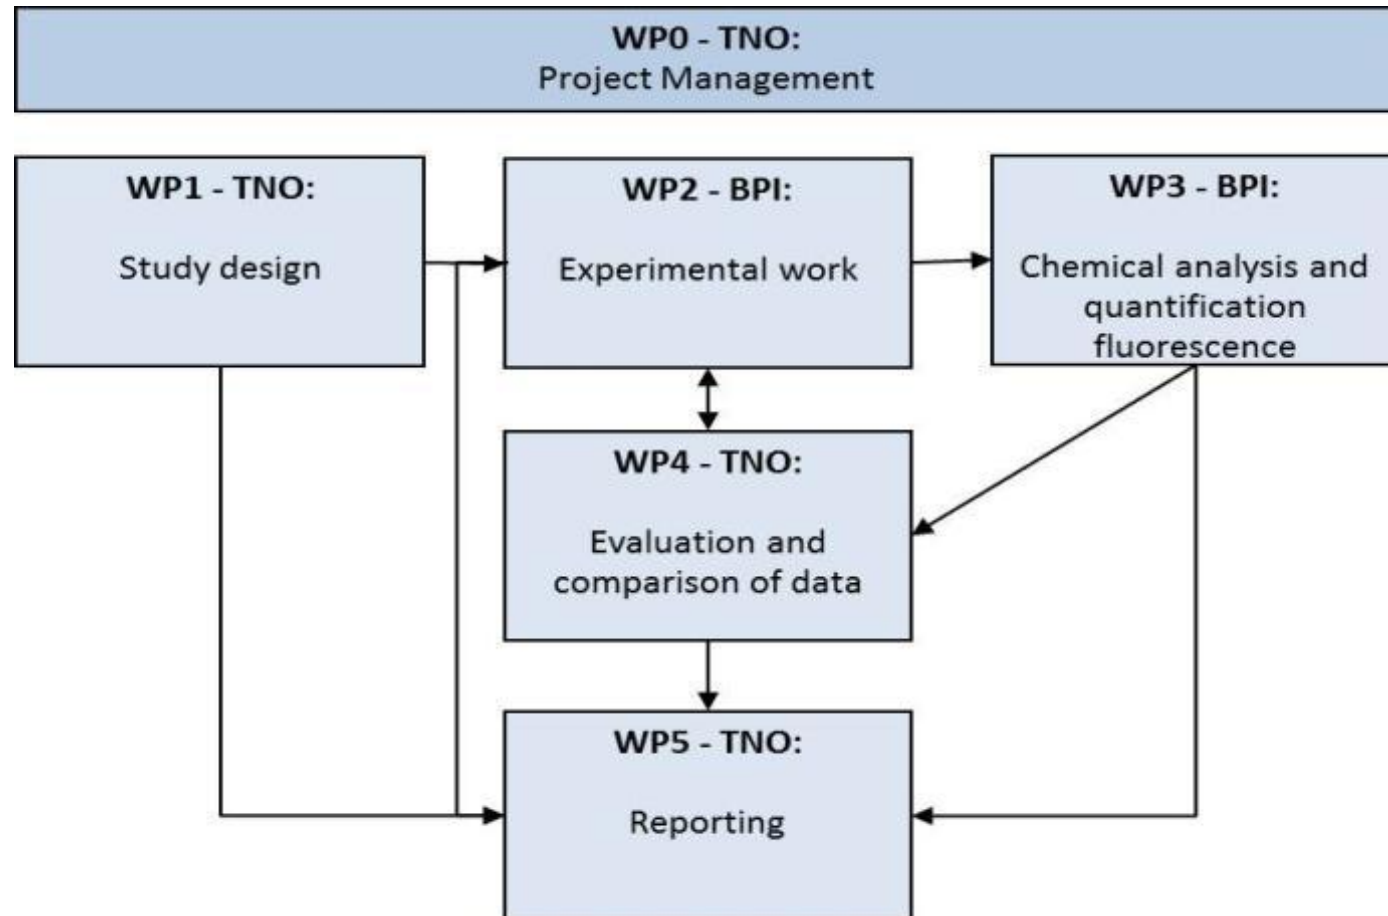 WP0 - TNO:
Project Management
WP1 - TNO:
Study design
WP2 - BPI:
Experimental work
WP3 - BPI:
Chemical analysis and
quantification
fluorescence
WP4 - TNO:
Evaluation and
comparison of data
WP5 - TNO:
Reporting